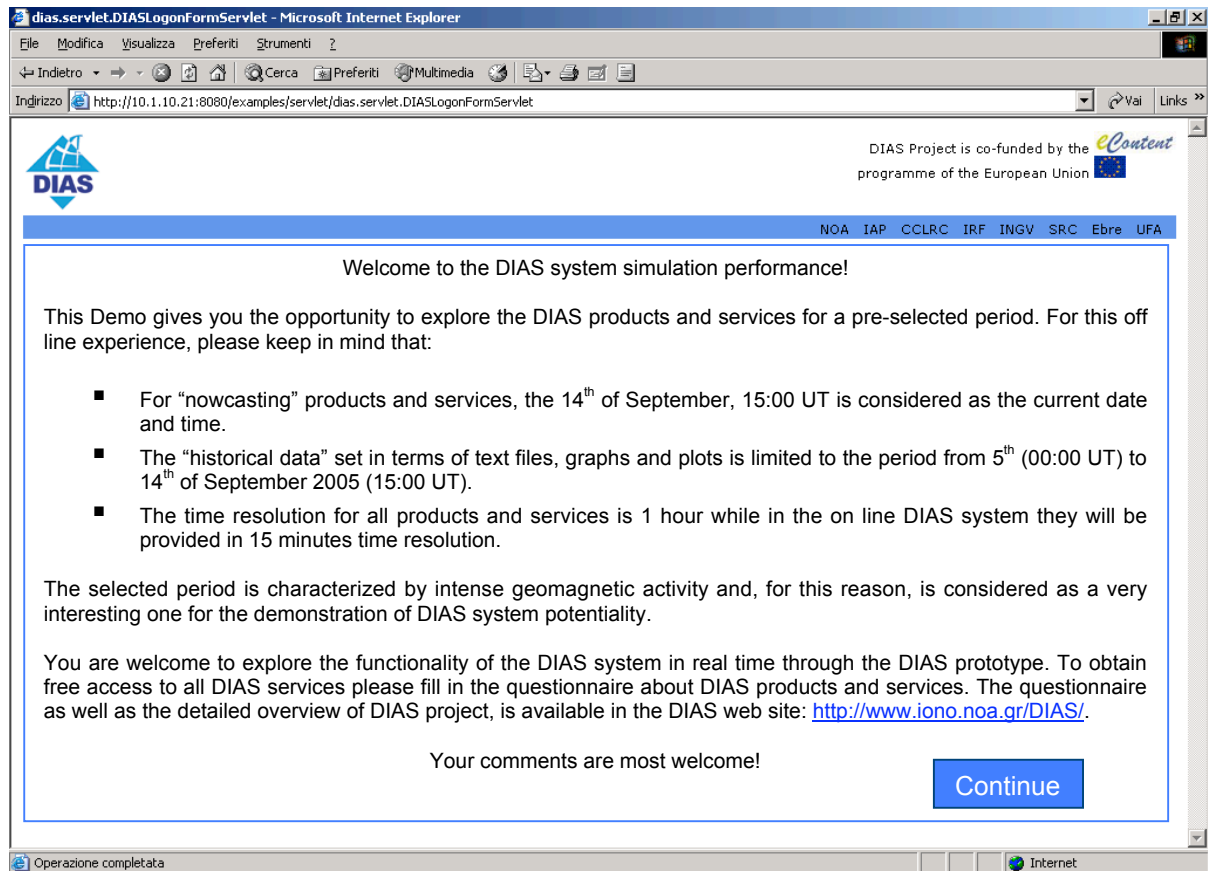 dias.servlet.DIASLogonFormServlet - Microsoft Internet Explorer
File Modifica Visualizza Preferiti Strumenti ?
Indietro Cerca Preferiti Multimedia
Indirizzo http://10.1.10.21:8080/examples/servlet/dias.servlet.DIASLogonFormServlet Vai Links »
DIAS
DIAS Project is co-funded by the eContent
programme of the European Union
NOA IAP CCLRC IRF INGV SRC Ebre UFA
Welcome to the DIAS system simulation performance!
This Demo gives you the opportunity to explore the DIAS products and services for a pre-selected period. For this off
line experience, please keep in mind that:
▪ For “nowcasting” products and services, the 14th of September, 15:00 UT is considered as the current date
and time.
▪ The “historical data” set in terms of text files, graphs and plots is limited to the period from 5th (00:00 UT) to
14th of September 2005 (15:00 UT).
▪ The time resolution for all products and services is 1 hour while in the on line DIAS system they will be
provided in 15 minutes time resolution.
The selected period is characterized by intense geomagnetic activity and, for this reason, is considered as a very
interesting one for the demonstration of DIAS system potentiality.
You are welcome to explore the functionality of the DIAS system in real time through the DIAS prototype. To obtain
free access to all DIAS services please fill in the questionnaire about DIAS products and services. The questionnaire
as well as the detailed overview of DIAS project, is available in the DIAS web site: http://www.iono.noa.gr/DIAS/.
Your comments are most welcome!
Continue
Operazione completata Internet